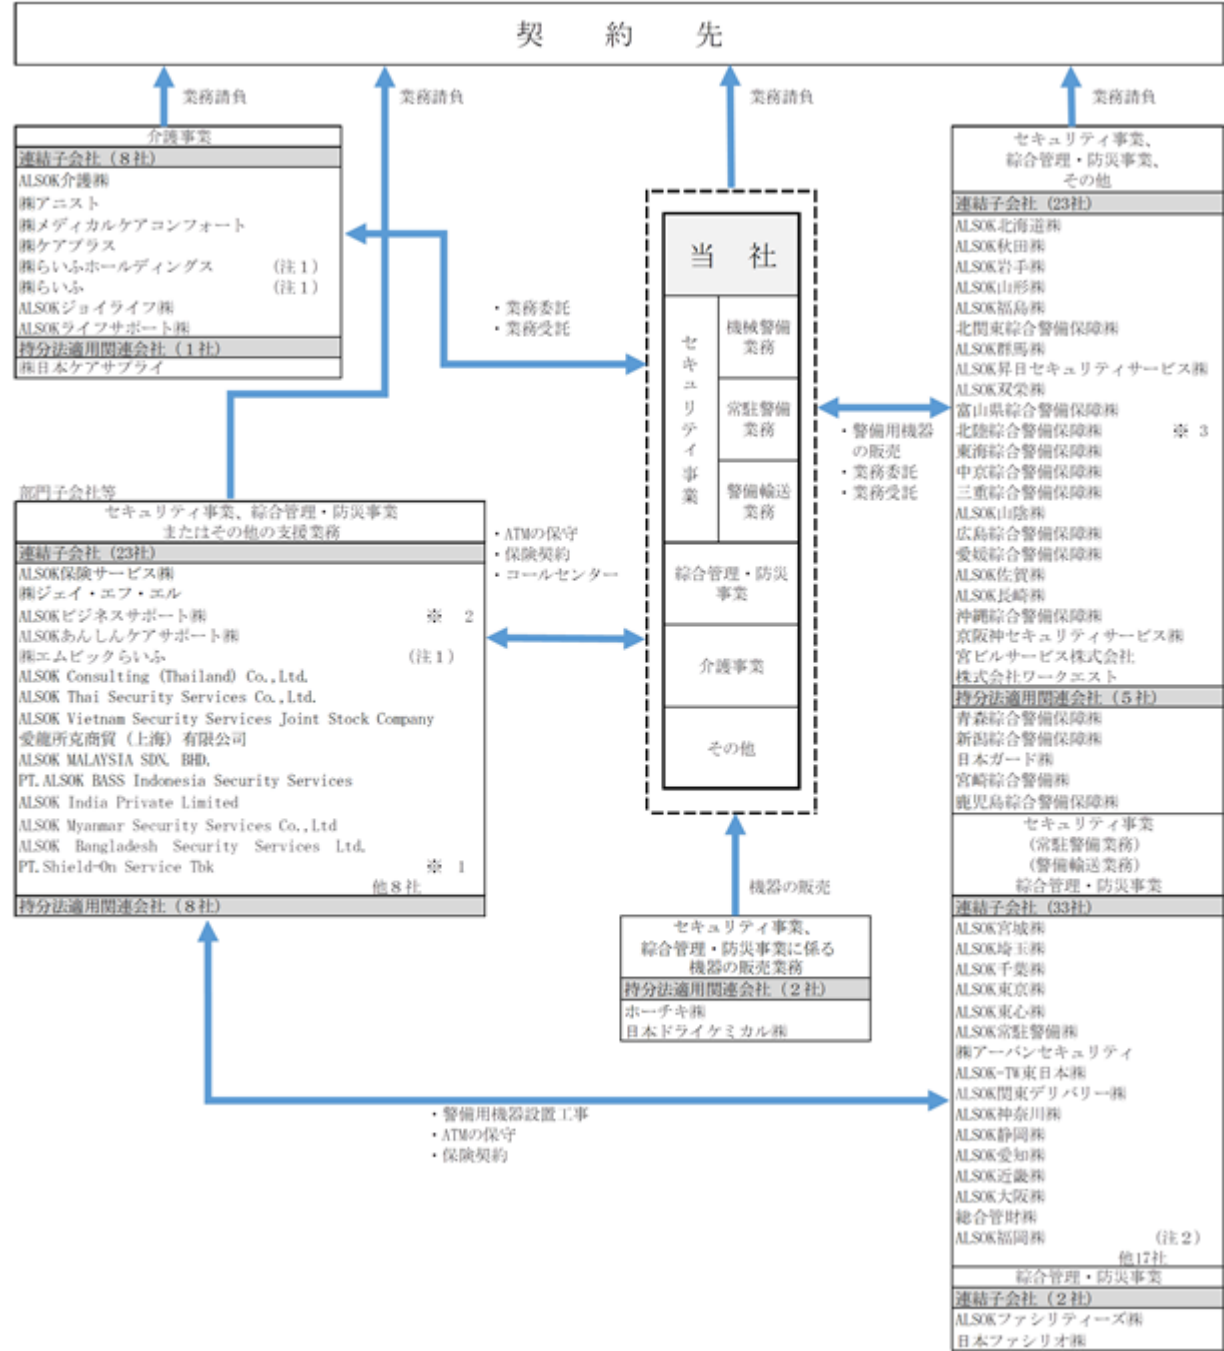 契　約　先
業務請負
業務請負
業務請負
業務請負
介護事業
連結子会社（８社）
ALSOK介護㈱
㈱アニスト
㈱メディカルケアコンフォート
㈱ケアプラス
㈱らいふホールディングス　（注１）
㈱らいふ　（注１）
ALSOKジョイライフ㈱
ALSOKライフサポート㈱
持分法適用関連会社（１社）
㈱日本ケアサプライ
・業務委託
・業務受託
部門子会社等
セキュリティ事業、綜合管理・防災事業
またはその他の支援業務
連結子会社（23社）
ALSOK保険サービス㈱
㈱ジェイ・エフ・エル
ALSOKビジネスサポート㈱　※　2
ALSOKあんしんケアサポート㈱
㈱エムビックらいふ　（注１）
ALSOK Consulting (Thailand) Co.,Ltd.
ALSOK Thai Security Services Co.,Ltd.
ALSOK Vietnam Security Services Joint Stock Company
愛龍所克商貿（上海）有限公司
ALSOK MALAYSIA SDN. BHD.
PT.ALSOK BASS Indonesia Security Services
ALSOK India Private Limited
ALSOK Myanmar Security Services Co.,Ltd
ALSOK Bangladesh Security Services Ltd.
PT.Shield-On Service Tbk　※　1
他８社
持分法適用関連会社（８社）
・ATMの保守
・保険契約
・コールセンター
当　社
セキュリティ事業
機械警備
業務
常駐警備
業務
警備輸送
業務
綜合管理・防災
事業
介護事業
その他
・警備用機器
の販売
・業務委託
・業務受託
機器の販売
セキュリティ事業、
綜合管理・防災事業に係る
機器の販売業務
持分法適用関連会社（２社）
ホーチキ㈱
日本ドライケミカル㈱
・警備用機器設置工事
・ATMの保守
・保険契約
セキュリティ事業、
綜合管理・防災事業、
その他
連結子会社（23社）
ALSOK北海道㈱
ALSOK秋田㈱
ALSOK岩手㈱
ALSOK山形㈱
ALSOK福島㈱
北関東綜合警備保障㈱
ALSOK群馬㈱
ALSOK昇日セキュリティサービス㈱
ALSOK双栄㈱
富山県綜合警備保障㈱
北陸綜合警備保障㈱　※　3
東海綜合警備保障㈱
中京綜合警備保障㈱
三重綜合警備保障㈱
ALSOK山陰㈱
広島綜合警備保障㈱
愛媛綜合警備保障㈱
ALSOK佐賀㈱
ALSOK長崎㈱
沖縄綜合警備保障㈱
京阪神セキュリティサービス㈱
宮ビルサービス株式会社
株式会社ワークエスト
持分法適用関連会社（５社）
青森綜合警備保障㈱
新潟綜合警備保障㈱
日本ガード㈱
宮崎綜合警備㈱
鹿児島綜合警備保障㈱
セキュリティ事業
（常駐警備業務）
（警備輸送業務）
綜合管理・防災事業
連結子会社（33社）
ALSOK宮城㈱
ALSOK埼玉㈱
ALSOK千葉㈱
ALSOK東京㈱
ALSOK東心㈱
ALSOK常駐警備㈱
㈱アーバンセキュリティ
ALSOK-TW東日本㈱
ALSOK関東デリバリー㈱
ALSOK神奈川㈱
ALSOK静岡㈱
ALSOK愛知㈱
ALSOK近畿㈱
ALSOK大阪㈱
総合管財㈱
ALSOK福岡㈱　（注２）
他17社
綜合管理・防災事業
連結子会社（２社）
ALSOKファシリティーズ㈱
日本ファシリオ㈱